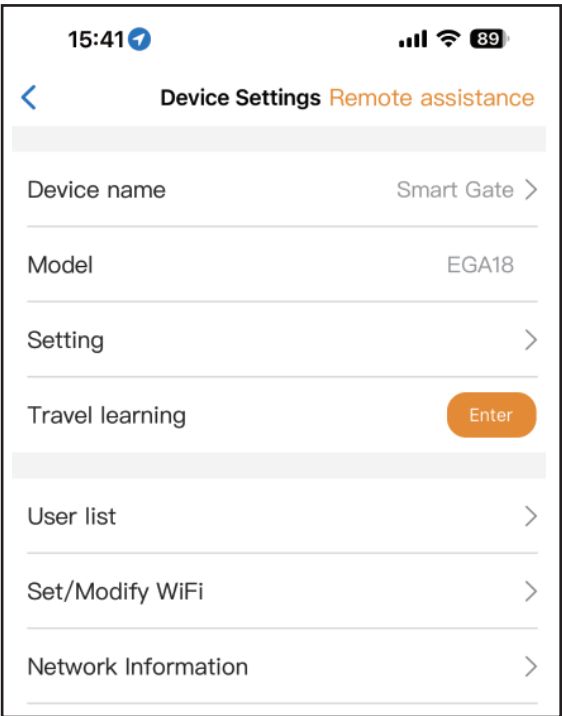 15:41 89
Device Settings Remote assistance
Device name Smart Gate
Model EGA18
Setting
Travel learning Enter
User list
Set/Modify WiFi
Network Information